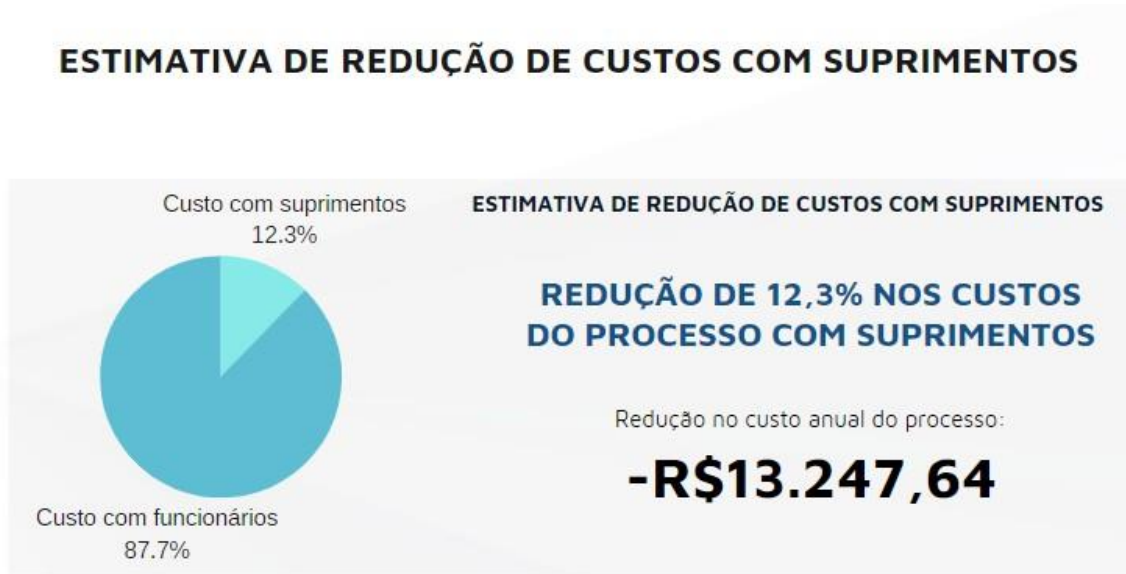 ESTIMATIVA DE REDUÇÃO DE CUSTOS COM SUPRIMENTOS
Custo com suprimentos
12.3%
Custo com funcionários
87.7%
ESTIMATIVA DE REDUÇÃO DE CUSTOS COM SUPRIMENTOS
REDUÇÃO DE 12,3% NOS CUSTOS
DO PROCESSO COM SUPRIMENTOS
Redução no custo anual do processo:
-R$13.247,64